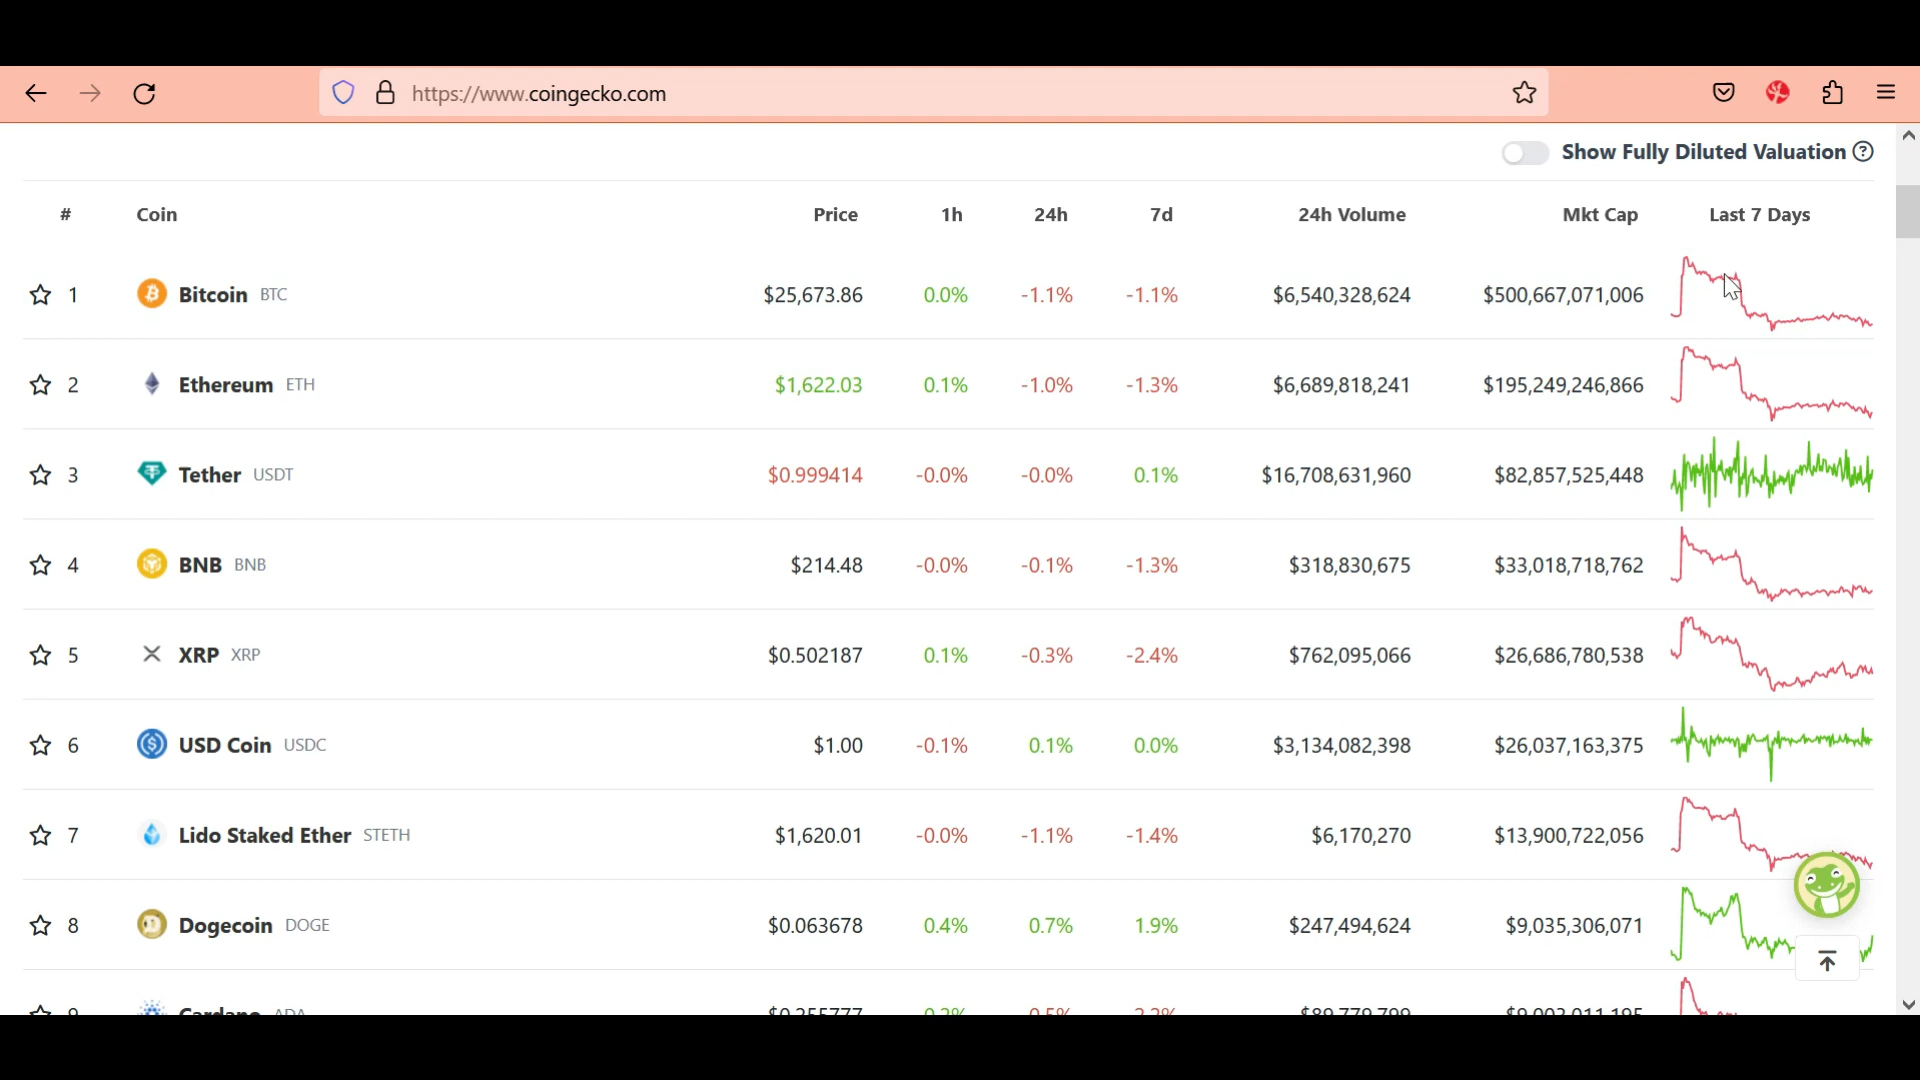 https://www.coingecko.com
Show Fully Diluted Valuation
# Coin Price 1h 24h 7d 24h Volume Mkt Cap Last 7 Days
1 Bitcoin BTC $25,673.86 0.0% -1.1% -1.1% $6,540,328,624 $500,667,071,006
2 Ethereum ETH $1,622.03 0.1% -1.0% -1.3% $6,689,818,241 $195,249,246,866
3 Tether USDT $0.999414 -0.0% -0.0% 0.1% $16,708,631,960 $82,857,525,448
4 BNB BNB $214.48 -0.0% -0.1% -1.3% $318,830,675 $33,018,718,762
5 XRP XRP $0.502187 0.1% -0.3% -2.4% $762,095,066 $26,686,780,538
6 USD Coin USDC $1.00 -0.1% 0.1% 0.0% $3,134,082,398 $26,037,163,375
7 Lido Staked Ether STETH $1,620.01 -0.0% -1.1% -1.4% $6,170,270 $13,900,722,056
8 Dogecoin DOGE $0.063678 0.4% 0.7% 1.9% $247,494,624 $9,035,306,071
Cardano ADA